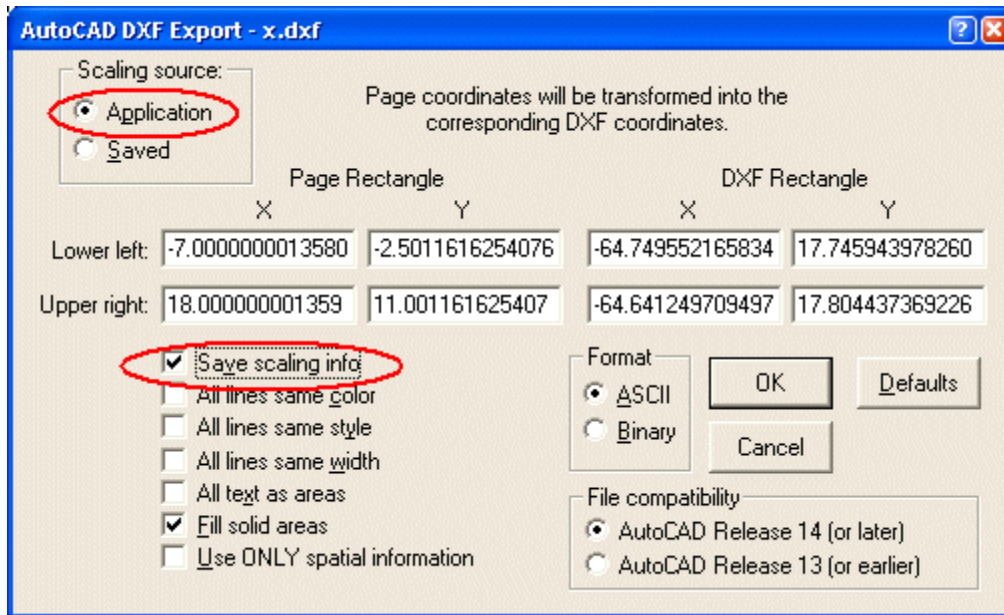 AutoCAD DXF Export - x.dxf
Scaling source:
Application
Saved
Page coordinates will be transformed into the
corresponding DXF coordinates.
Page Rectangle
DXF Rectangle
X Y X Y
Lower left: -7.0000000013580 -2.5011616254076 -64.749552165834 17.745943978260
Upper right: 18.000000001359 11.001161625407 -64.641249709497 17.804437369226
Save scaling info
All lines same color
All lines same style
All lines same width
All text as areas
Fill solid areas
Use ONLY spatial information
Format
ASCII
Binary
OK
Defaults
Cancel
File compatibility
AutoCAD Release 14 (or later)
AutoCAD Release 13 (or earlier)